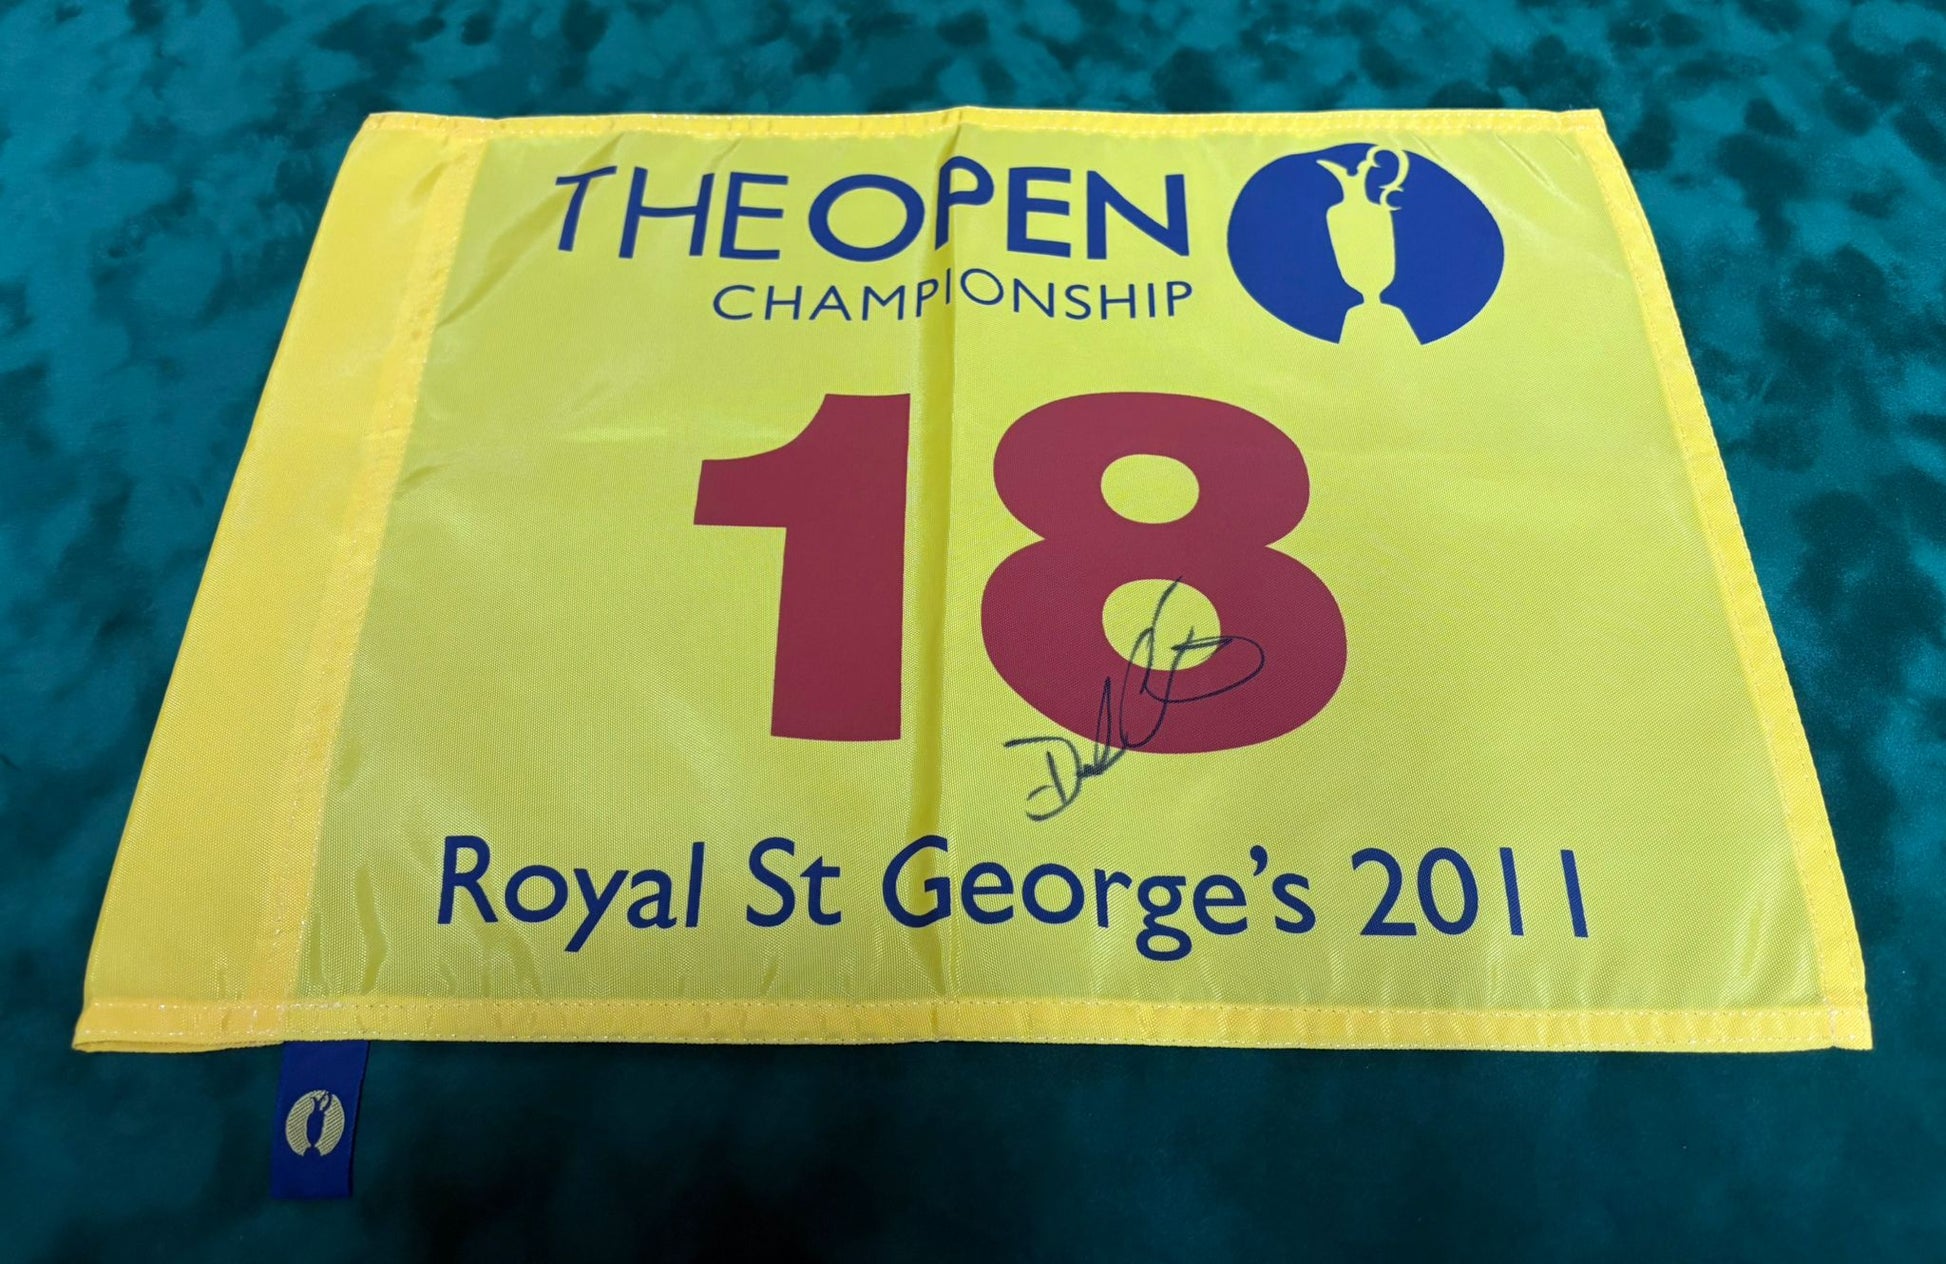 THE OPEN
CHAMPIONSHIP
18
Royal St George's 2011